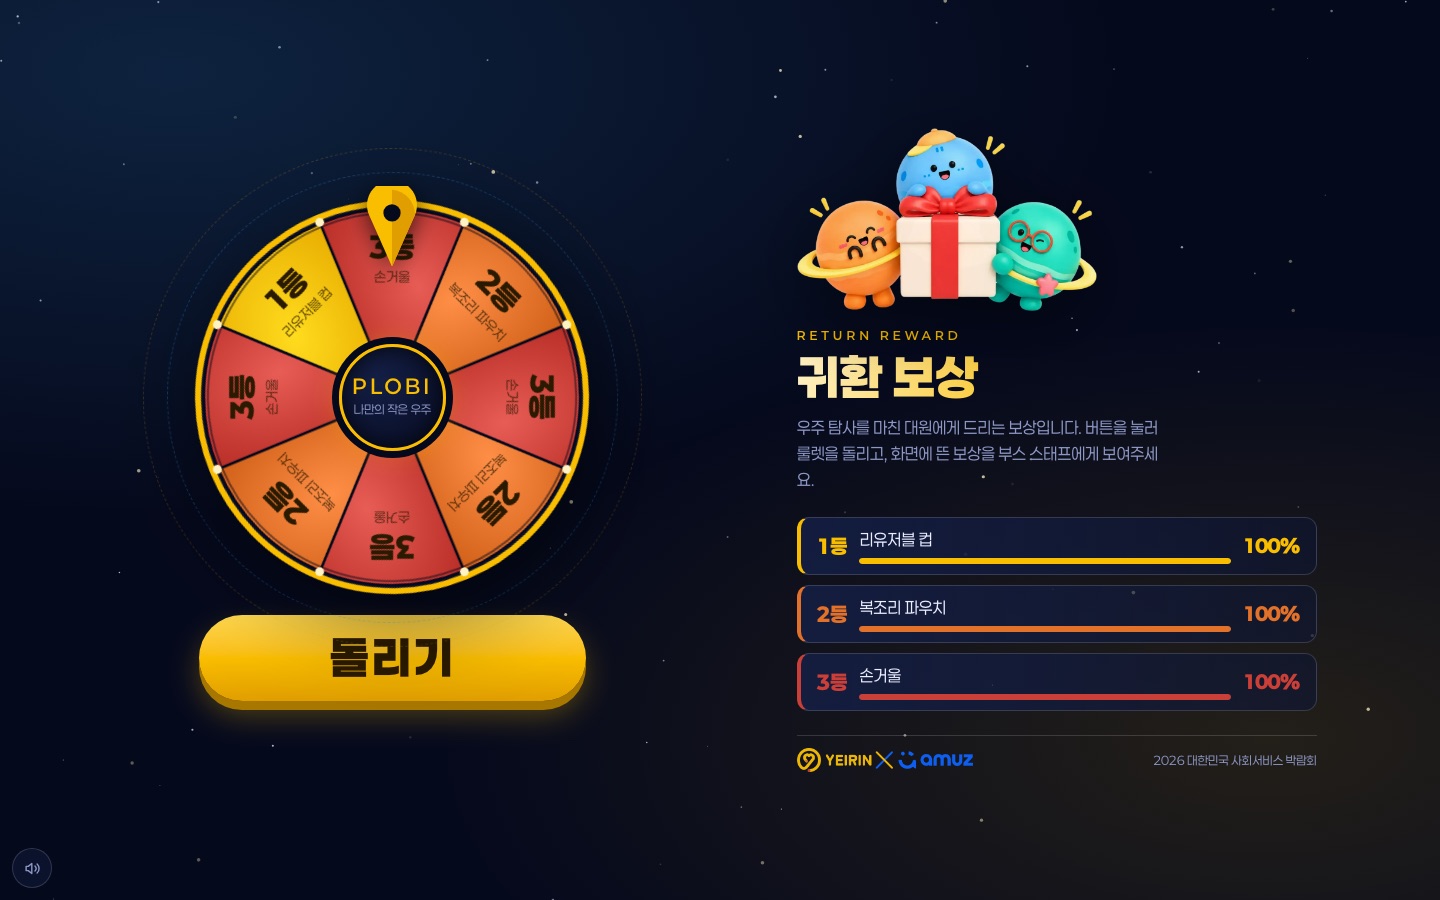 3등
손거울
2등
복조리 파우치
3등
손거울
2등
복조리 파우치
3등
손거울
2등
복조리 파우치
3등
손거울
1등
리유저블 컵
PLOBI
나만의 작은 우주
돌리기
RETURN REWARD
귀환 보상
우주 탐사를 마친 대원에게 드리는 보상입니다. 버튼을 눌러
룰렛을 돌리고, 화면에 뜬 보상을 부스 스태프에게 보여주세
요.
1등 리유저블 컵 100%
2등 복조리 파우치 100%
3등 손거울 100%
YEIRIN amuz 2026 대한민국 사회서비스 박람회